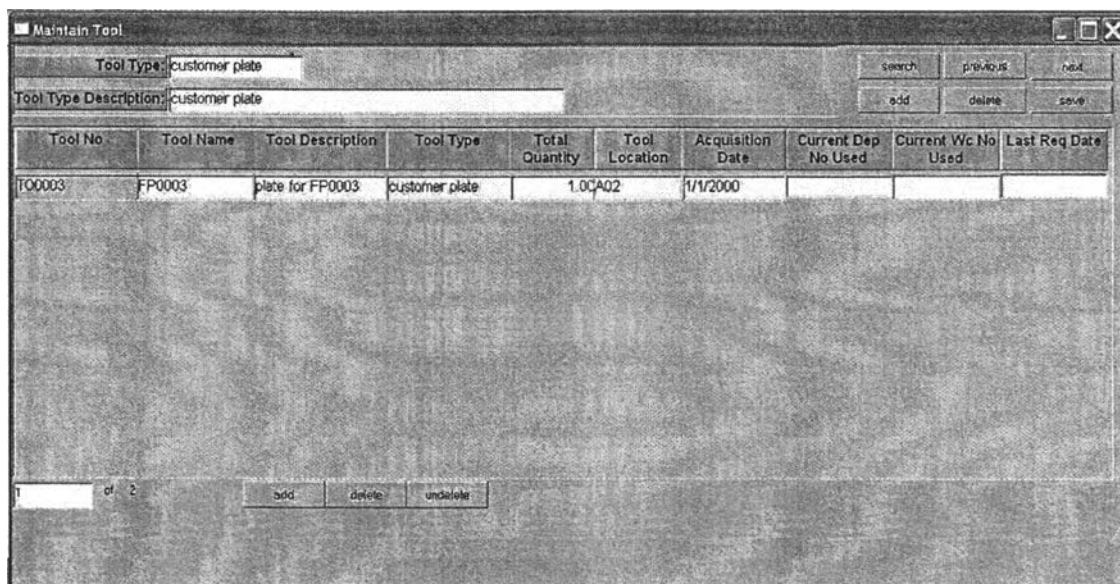 Maintain Tool
Tool Type: customer plate search previous next
Tool Type Description: customer plate add delete save
Tool No Tool Name Tool Description Tool Type Total Quantity Tool Location Acquisition Date Current Dep No Used Current Wc No Used Last Req Date
TO0003 FP0003 plate for FP0003 customer plate 1.00 A02 1/1/2000
1 of 2 add delete undelete